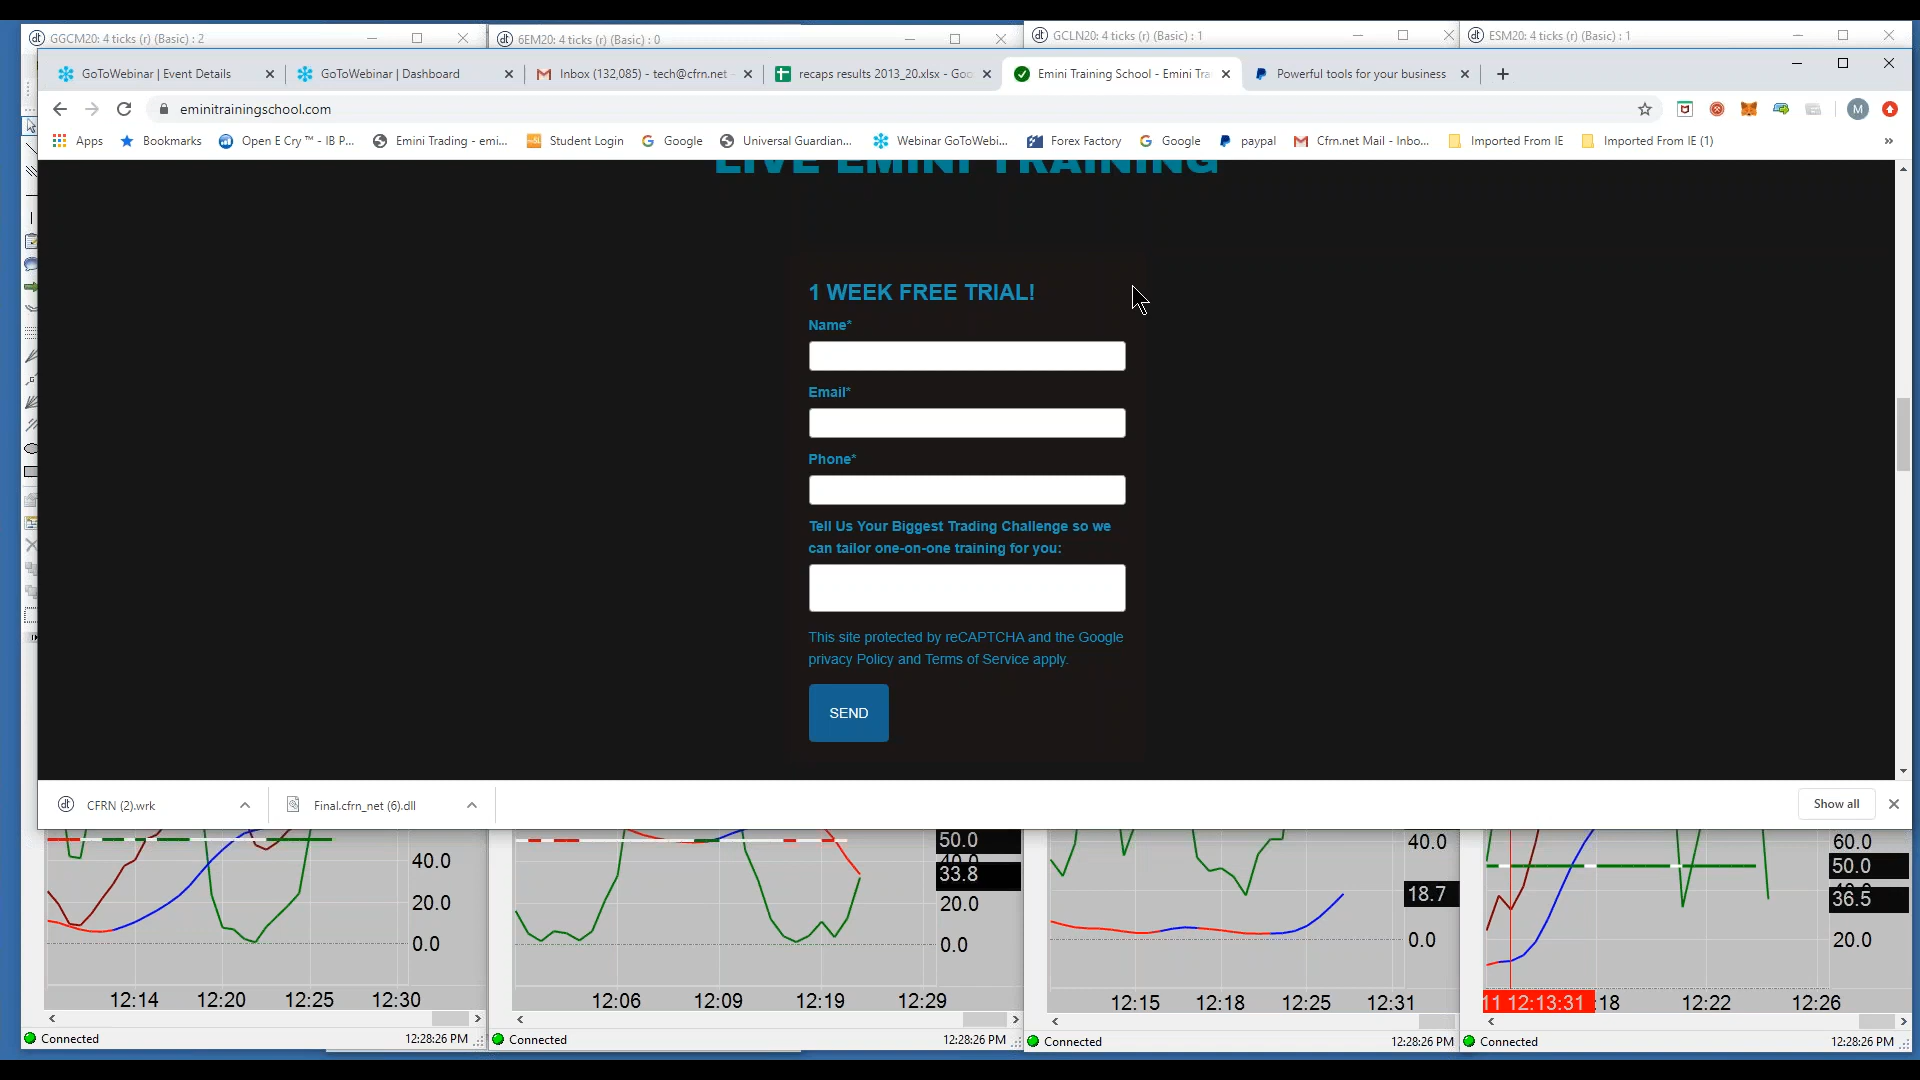 GGCM20: 4 ticks (r) (Basic) : 2
6EM20: 4 ticks (r) (Basic) : 0
GCLN20: 4 ticks (r) (Basic) : 1
ESM20: 4 ticks (r) (Basic) : 1
GoToWebinar | Event Details
GoToWebinar | Dashboard
Inbox (132,085) - tech@cfrn.net
recaps results 2013_20.xlsx - Goo
Emini Training School - Emini Tra
Powerful tools for your business
eminitrainingschool.com
M
Apps
Bookmarks
Open E Cry ™ - IB P...
Emini Trading - emi...
Student Login
Google
Universal Guardian...
Webinar GoToWebi...
Forex Factory
Google
paypal
Cfrn.net Mail - Inbo...
Imported From IE
Imported From IE (1)
LIVE EMINI TRAINING
1 WEEK FREE TRIAL!
Name*
Email*
Phone*
Tell Us Your Biggest Trading Challenge so we
can tailor one-on-one training for you:
This site protected by reCAPTCHA and the Google
privacy Policy and Terms of Service apply.
SEND
CFRN (2).wrk
Final.cfrn_net (6).dll
Show all
40.0
20.0
0.0
12:14 12:20 12:25 12:30
Connected
12:28:26 PM
50.0
40.0
33.8
20.0
0.0
12:06 12:09 12:19 12:29
Connected
12:28:26 PM
40.0
18.7
0.0
12:15 12:18 12:25 12:31
Connected
12:28:26 PM
60.0
50.0
36.5
20.0
11 12:13:31 :18 12:22 12:26
Connected
12:28:26 PM